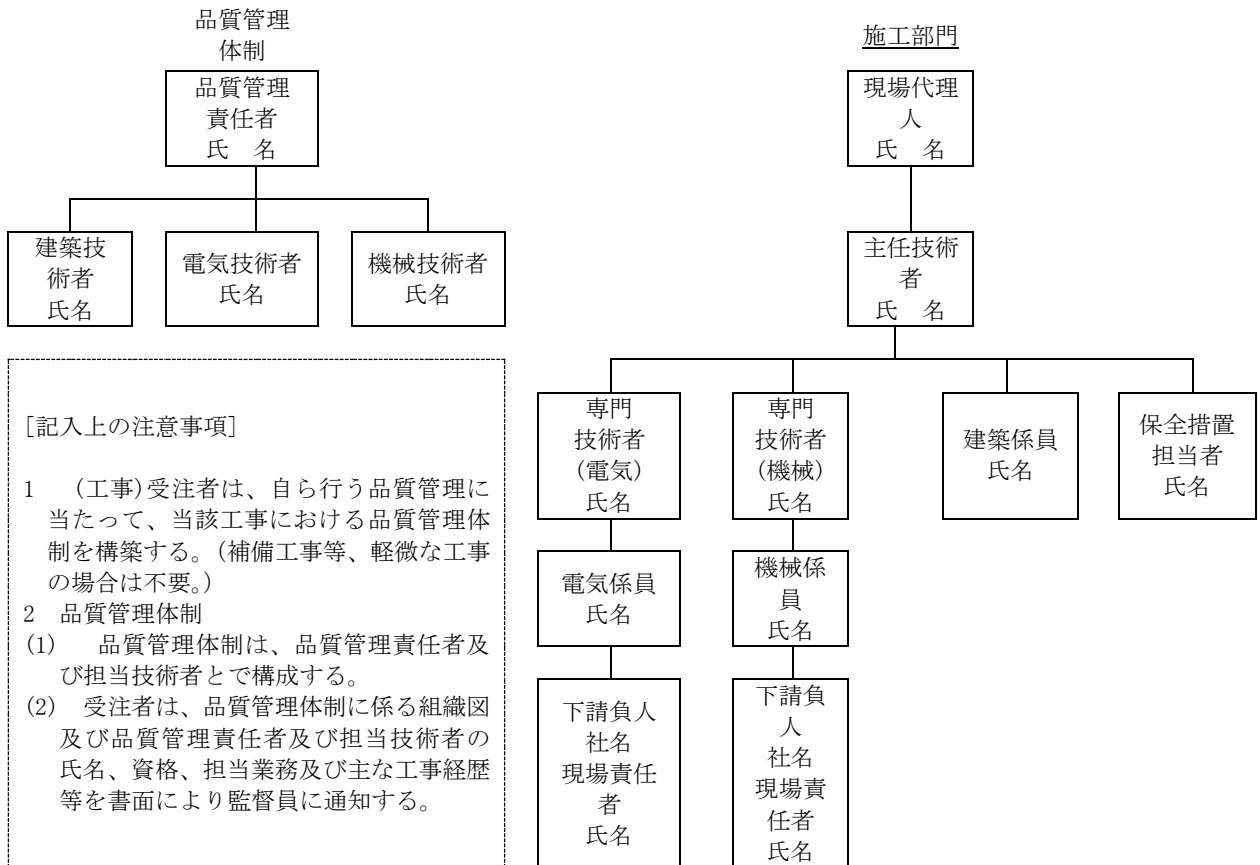 品質管理
体制
品質管理
責任者
氏　名
建築技
術者
氏名
電気技術者
氏名
機械技術者
氏名
[記入上の注意事項]
1　(工事)受注者は、自ら行う品質管理に
当たって、当該工事における品質管理体
制を構築する。(補備工事等、軽微な工事
の場合は不要。)
2　品質管理体制
(1)　品質管理体制は、品質管理責任者及
び担当技術者とで構成する。
(2)　受注者は、品質管理体制に係る組織図
及び品質管理責任者及び担当技術者の
氏名、資格、担当業務及び主な工事経歴
等を書面により監督員に通知する。
施工部門
現場代理
人
氏　名
主任技術
者
氏　名
専門
技術者
(電気)
氏名
専門
技術者
(機械)
氏名
建築係員
氏名
保全措置
担当者
氏名
電気係員
氏名
機械係
員
氏名
下請負人
社名
現場責任
者
氏名
下請負
人
社名
現場責
任者
氏名